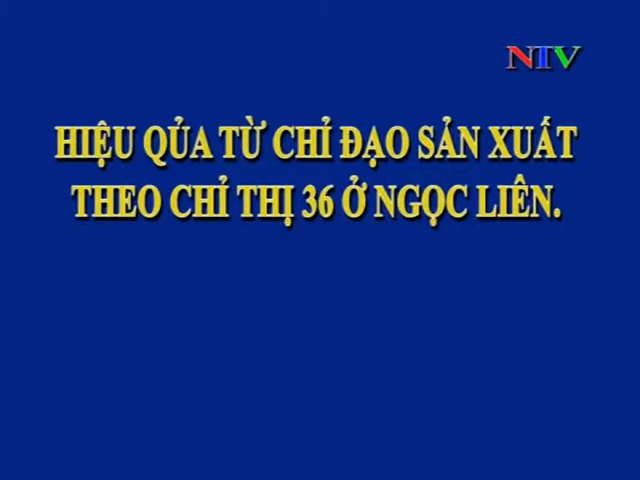 NTV
HIỆU QỦA TỪ CHỈ ĐẠO SẢN XUẤT
THEO CHỈ THỊ 36 Ở NGỌC LIÊN.